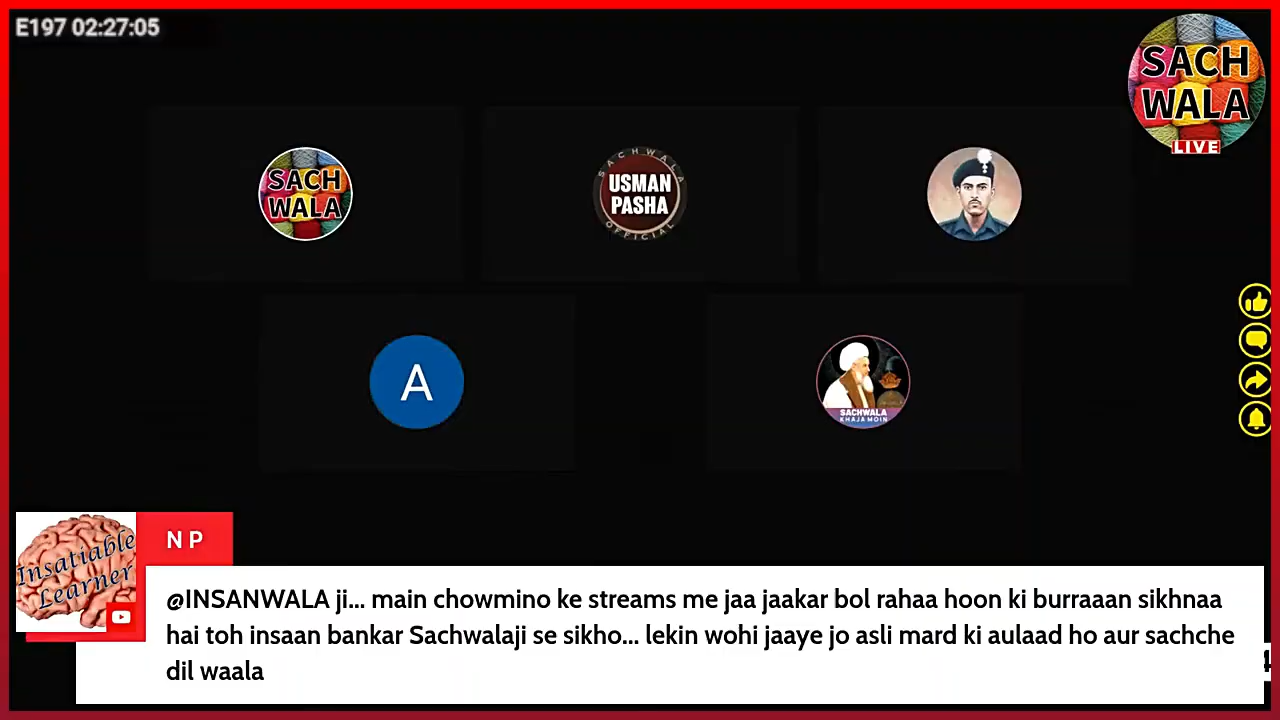 E197 02:27:05
SACH
WALA
LIVE
SACH
WALA
SACHWALA
USMAN
PASHA
OFFICIAL
A
SACHWALA
KHAJA MOIN
Insatiable
Learner
N P
@INSANWALA ji... main chowmino ke streams me jaa jaakar bol rahaa hoon ki burraaan sikhnaa
hai toh insaan bankar Sachwalaji se sikho... lekin wohi jaaye jo asli mard ki aulaad ho aur sachche
dil waala